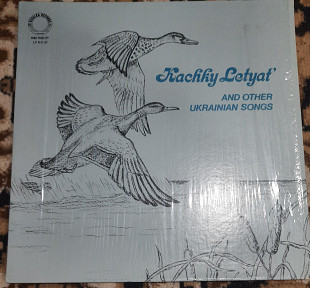 Kachky Letyat'
AND OTHER
UKRAINIAN SONGS